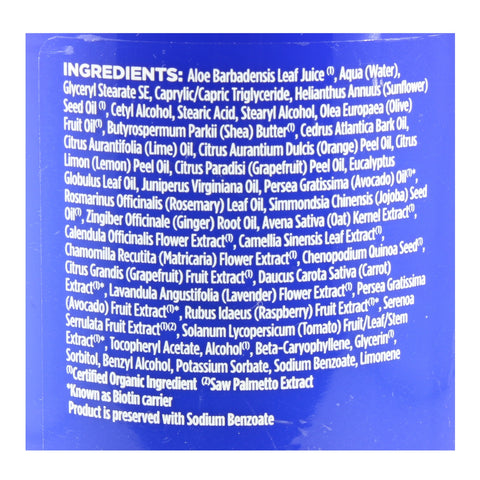 INGREDIENTS: Aloe Barbadensis Leaf Juice (1), Aqua (Water),
Glyceryl Stearate SE, Caprylic/Capric Triglyceride, Helianthus Annuus (Sunflower)
Seed Oil (1), Cetyl Alcohol, Stearic Acid, Stearyl Alcohol, Olea Europaea (Olive)
Fruit Oil(1), Butyrospermum Parkii (Shea) Butter(1), Cedrus Atlantica Bark Oil,
Citrus Aurantifolia (Lime) Oil, Citrus Aurantium Dulcis (Orange) Peel Oil, Citrus
Limon (Lemon) Peel Oil, Citrus Paradisi (Grapefruit) Peel Oil, Eucalyptus
Globulus Leaf Oil, Juniperus Virginiana Oil, Persea Gratissima (Avocado) Oil(1)*,
Rosmarinus Officinalis (Rosemary) Leaf Oil, Simmondsia Chinensis (Jojoba) Seed
Oil(1), Zingiber Officinale (Ginger) Root Oil, Avena Sativa (Oat) Kernel Extract(1),
Calendula Officinalis Flower Extract(1), Camellia Sinensis Leaf Extract(1),
Chamomilla Recutita (Matricaria) Flower Extract(1), Chenopodium Quinoa Seed(1),
Citrus Grandis (Grapefruit) Fruit Extract(1), Daucus Carota Sativa (Carrot)
Extract(1)*, Lavandula Angustifolia (Lavender) Flower Extract(1), Persea Gratissima
(Avocado) Fruit Extract(1)*, Rubus Idaeus (Raspberry) Fruit Extract(1)*, Serenoa
Serrulata Fruit Extract(1)(2), Solanum Lycopersicum (Tomato) Fruit/Leaf/Stem
Extract(1)*, Tocopheryl Acetate, Alcohol(1), Beta-Caryophyllene, Glycerin(1),
Sorbitol, Benzyl Alcohol, Potassium Sorbate, Sodium Benzoate, Limonene
(1)Certified Organic Ingredient (2)Saw Palmetto Extract
*Known as Biotin carrier
Product is preserved with Sodium Benzoate